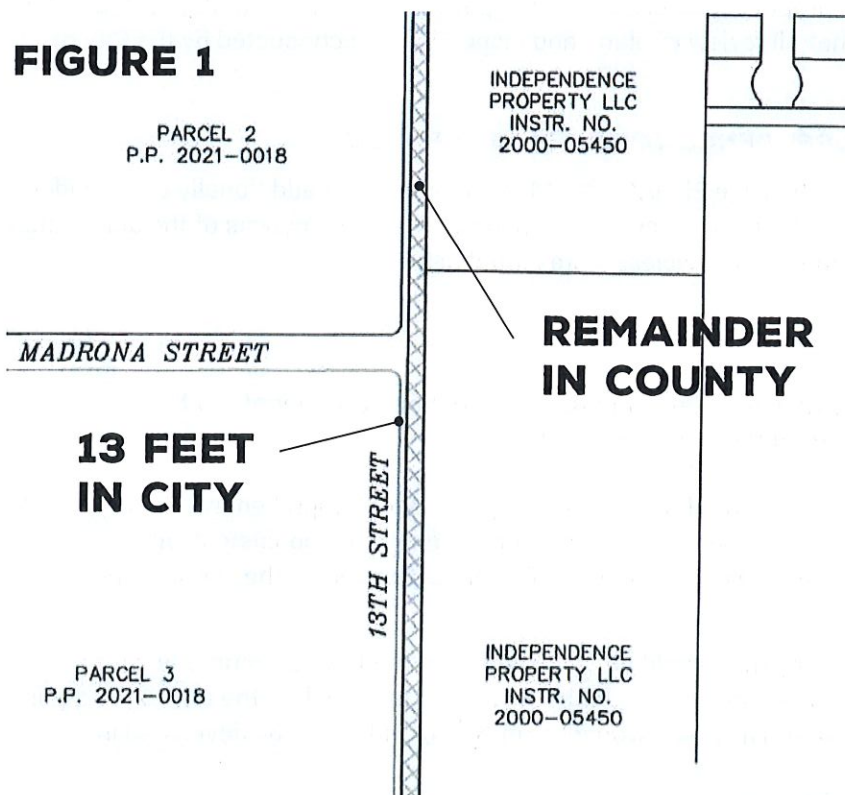 FIGURE 1
PARCEL 2
P.P. 2021-0018
INDEPENDENCE
PROPERTY LLC
INSTR. NO.
2000-05450
MADRONA STREET
REMAINDER
IN COUNTY
13 FEET
IN CITY
13TH STREET
PARCEL 3
P.P. 2021-0018
INDEPENDENCE
PROPERTY LLC
INSTR. NO.
2000-05450